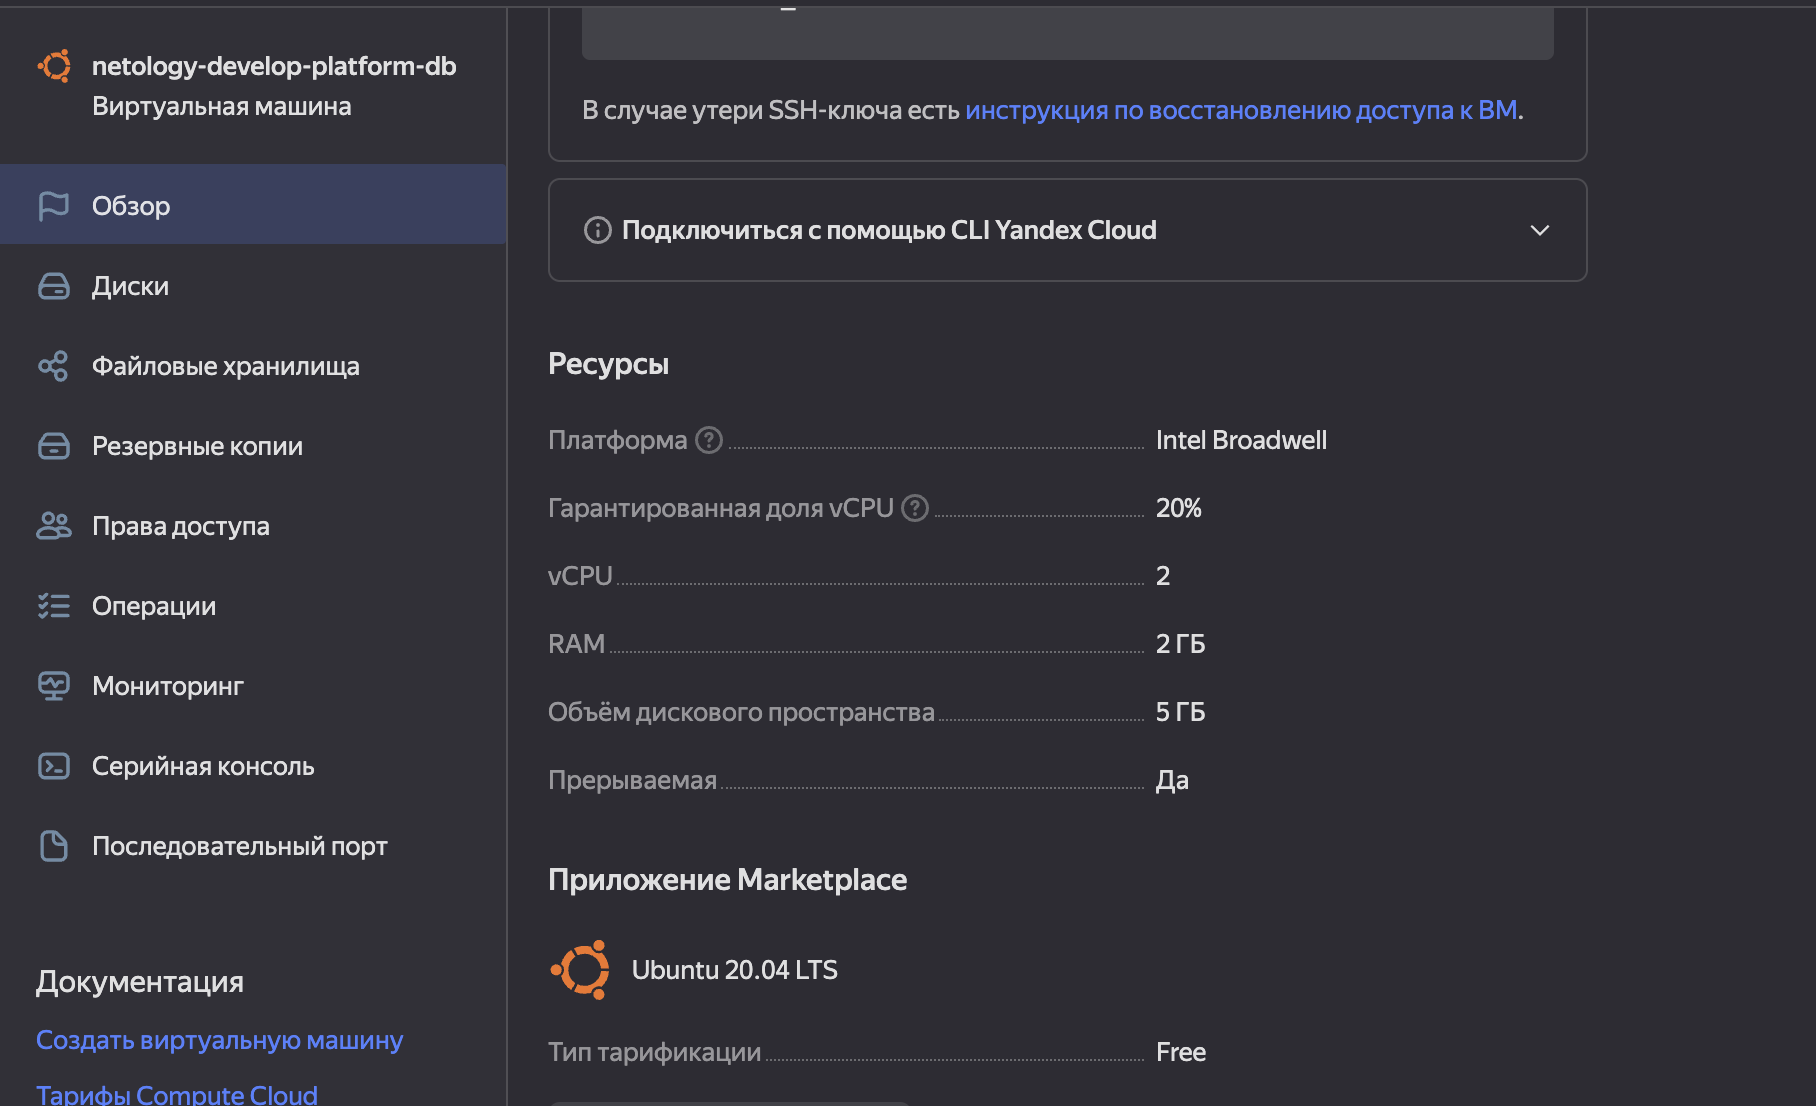 netology-develop-platform-db
Виртуальная машина
Обзор
Диски
Файловые хранилища
Резервные копии
Права доступа
Операции
Мониторинг
Серийная консоль
Последовательный порт
Документация
Создать виртуальную машину
Тарифы Compute Cloud
В случае утери SSH-ключа есть инструкция по восстановлению доступа к ВМ.
Подключиться с помощью CLI Yandex Cloud
Ресурсы
Платформа Intel Broadwell
Гарантированная доля vCPU 20%
vCPU 2
RAM 2 ГБ
Объём дискового пространства 5 ГБ
Прерываемая Да
Приложение Marketplace
Ubuntu 20.04 LTS
Тип тарификации Free